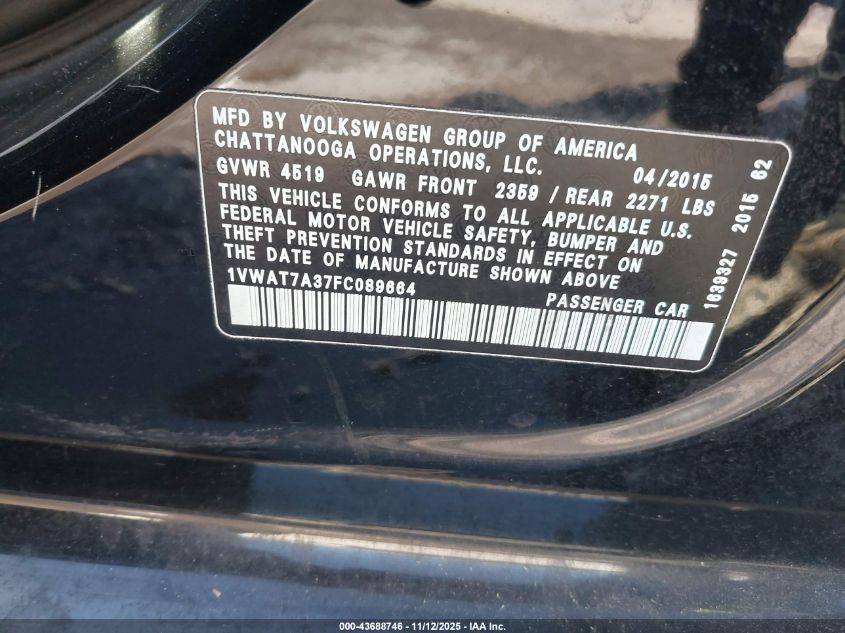 MFD BY VOLKSWAGEN GROUP OF AMERICA
CHATTANOOGA OPERATIONS, LLC.
04/2015
GVWR 4519 GAWR FRONT 2359 / REAR 2271 LBS
THIS VEHICLE CONFORMS TO ALL APPLICABLE U.S.
FEDERAL MOTOR VEHICLE SAFETY, BUMPER AND
THEFT PREVENTION STANDARDS IN EFFECT ON
THE DATE OF MANUFACTURE SHOWN ABOVE
1VWAT7A37FC089664 PASSENGER CAR
1639327 2015 62
000-43688746 - 11/12/2025 - IAA Inc.